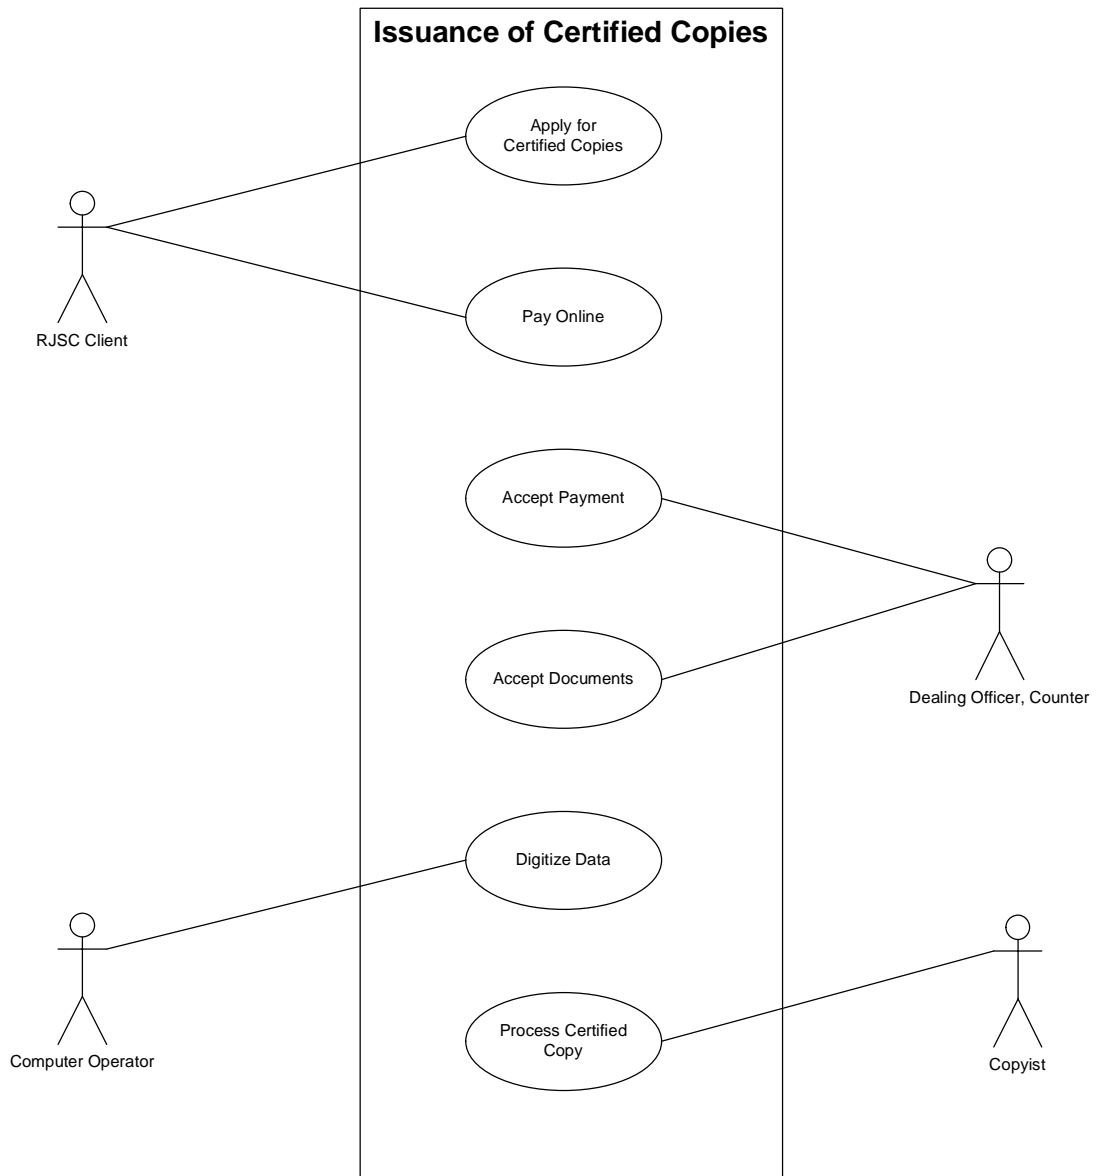 Issuance of Certified Copies
Apply for
Certified Copies
RJSC Client
Pay Online
Accept Payment
Accept Documents
Dealing Officer, Counter
Digitize Data
Computer Operator
Process Certified
Copy
Copyist